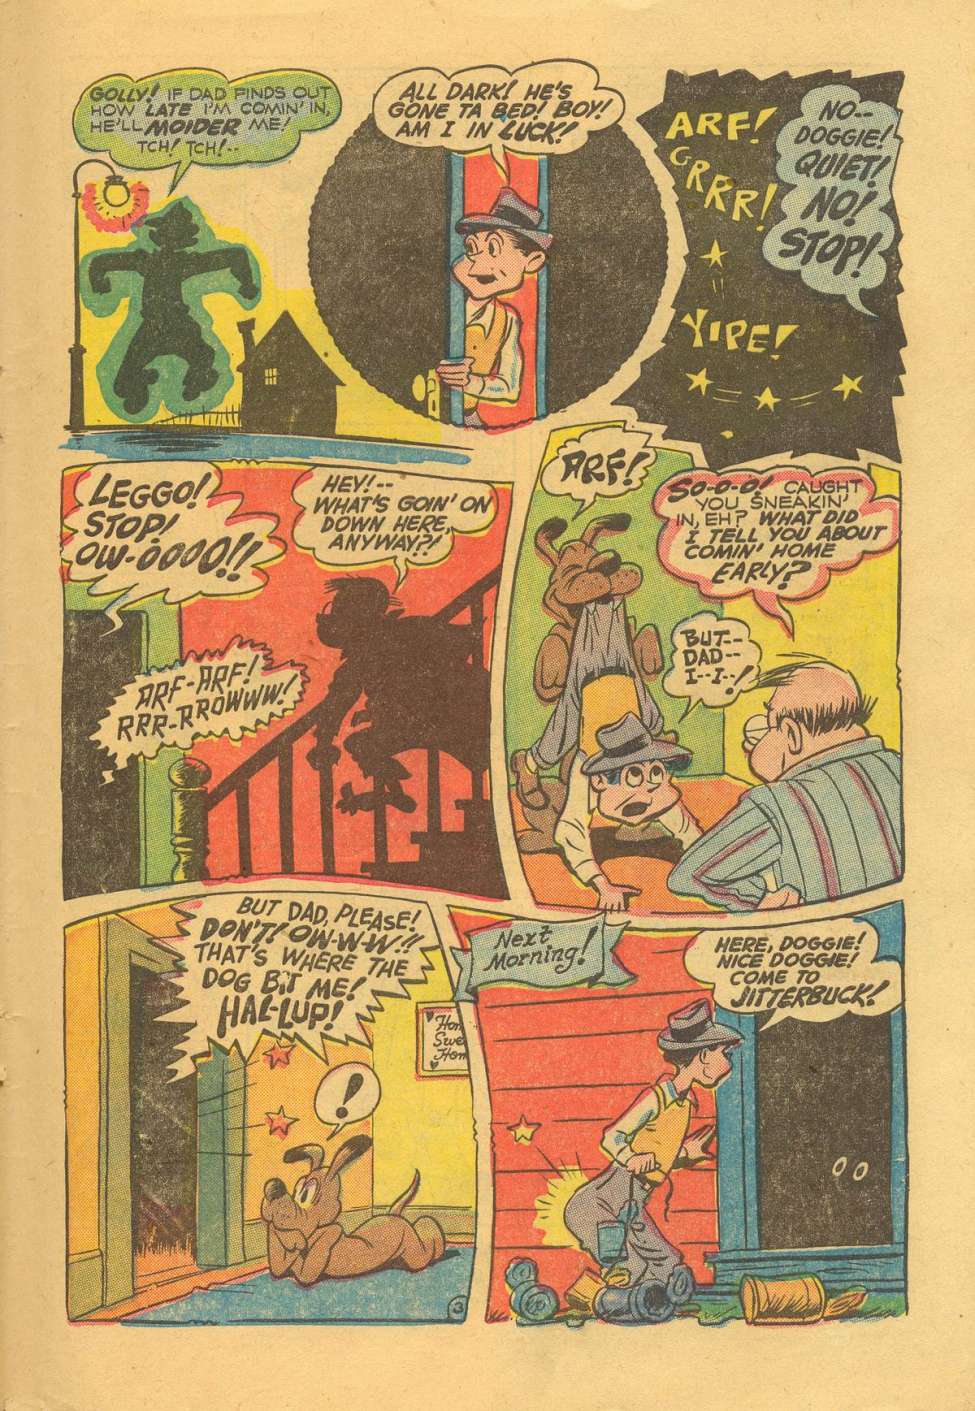 GOLLY! IF DAD FINDS OUT
HOW LATE I'M COMIN' IN,
HE'LL MOIDER ME!
TCH! TCH!--
ALL DARK! HE'S
GONE TA BED! BOY!
AM I IN LUCK!
ARF!
GRRR!
YIPE!
NO--
DOGGIE!
QUIET!
NO!
STOP!
LEGGO!
STOP!
OW-OOOO!!
HEY!--
WHAT'S GOIN' ON
DOWN HERE,
ANYWAY?!
ARF-ARF!
RRR-RROWWW!
ARF!
SO-O-O! CAUGHT
YOU SNEAKIN'
IN, EH? WHAT DID
I TELL YOU ABOUT
COMIN' HOME
EARLY?
BUT--
DAD--
I--I--!
BUT DAD, PLEASE!
DON'T! OW-W-W!!
THAT'S WHERE THE
DOG BIT ME!
HAL-LUP!
Hom
Swe
Hom
!
3
Next
Morning!
HERE, DOGGIE!
NICE DOGGIE!
COME TO
JITTERBUCK!